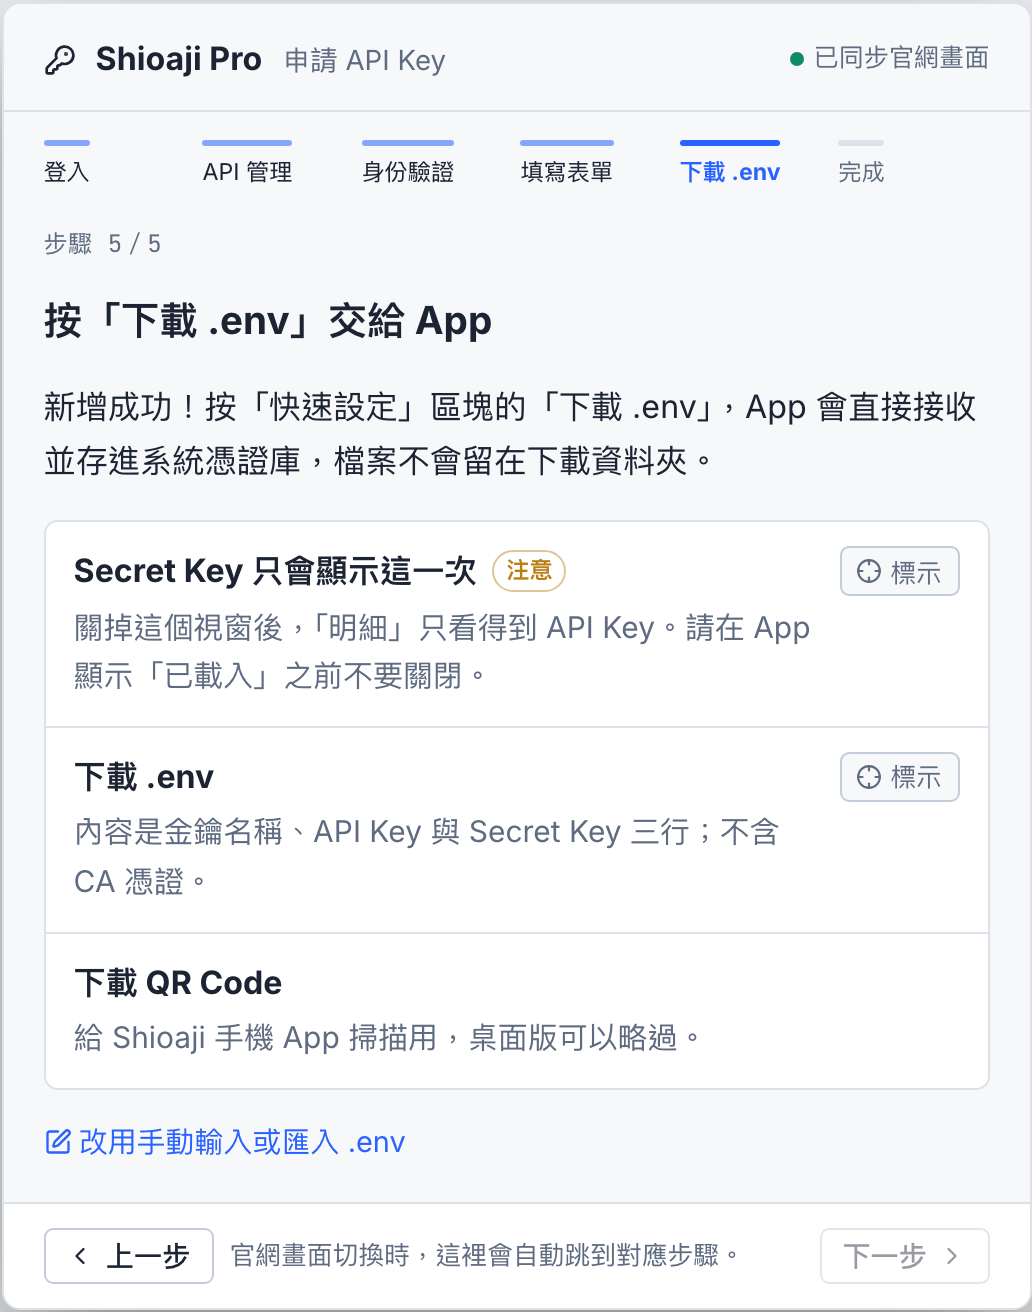 Shioaji Pro 申請 API Key
已同步官網畫面
登入
API 管理
身份驗證
填寫表單
下載 .env
完成
步驟 5 / 5
按「下載 .env」交給 App
新增成功！按「快速設定」區塊的「下載 .env」，App 會直接接收
並存進系統憑證庫，檔案不會留在下載資料夾。
Secret Key 只會顯示這一次 注意
標示
關掉這個視窗後，「明細」只看得到 API Key。請在 App
顯示「已載入」之前不要關閉。
下載 .env
標示
內容是金鑰名稱、API Key 與 Secret Key 三行；不含
CA 憑證。
下載 QR Code
給 Shioaji 手機 App 掃描用，桌面版可以略過。
改用手動輸入或匯入 .env
上一步
官網畫面切換時，這裡會自動跳到對應步驟。
下一步